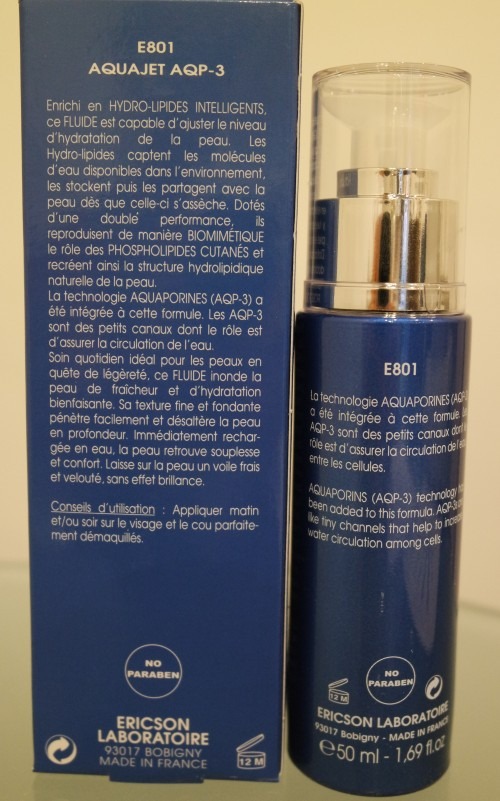 E801
AQUAJET AQP-3
Enrichi en HYDRO-LIPIDES INTELLIGENTS,
ce FLUIDE est capable d'ajuster le niveau
d'hydratation de la peau. Les
Hydro-lipides captent les molécules
d'eau disponibles dans l'environnement,
les stockent puis les partagent avec la
peau dès que celle-ci s'assèche. Dotés
d'une double performance, ils
reproduisent de manière BIOMIMÉTIQUE
le rôle des PHOSPHOLIPIDES CUTANÉS et
recréent ainsi la structure hydrolipidique
naturelle de la peau.
La technologie AQUAPORINES (AQP-3) a
été intégrée à cette formule. Les AQP-3
sont des petits canaux dont le rôle est
d'assurer la circulation de l'eau.
Soin quotidien idéal pour les peaux en
quête de légèreté, ce FLUIDE inonde la
peau de fraîcheur et d'hydratation
bienfaisante. Sa texture fine et fondante
pénètre facilement et désaltère la peau
en profondeur. Immédiatement rechar-
gée en eau, la peau retrouve souplesse
et confort. Laisse sur la peau un voile frais
et velouté, sans effet brillance.
Conseils d'utilisation : Appliquer matin
et/ou soir sur le visage et le cou parfaite-
ment démaquillés.
NO
PARABEN
ERICSON
LABORATOIRE
93017 BOBIGNY
MADE IN FRANCE
12 M
E801
La technologie AQUAPORINES (AQP-
a été intégrée à cette formule.
AQP-3 sont des petits canaux dont
rôle est d'assurer la circulation de
entre les cellules.
AQUAPORINS (AQP-3) technology
been added to this formula. AQP-3s
like tiny channels that help to
water circulation among cells.
NO
PARABEN
12 M
ERICSON LABORATOIRE
93017 Bobigny - MADE IN FRANCE
e 50 ml - 1,69 fl.oz